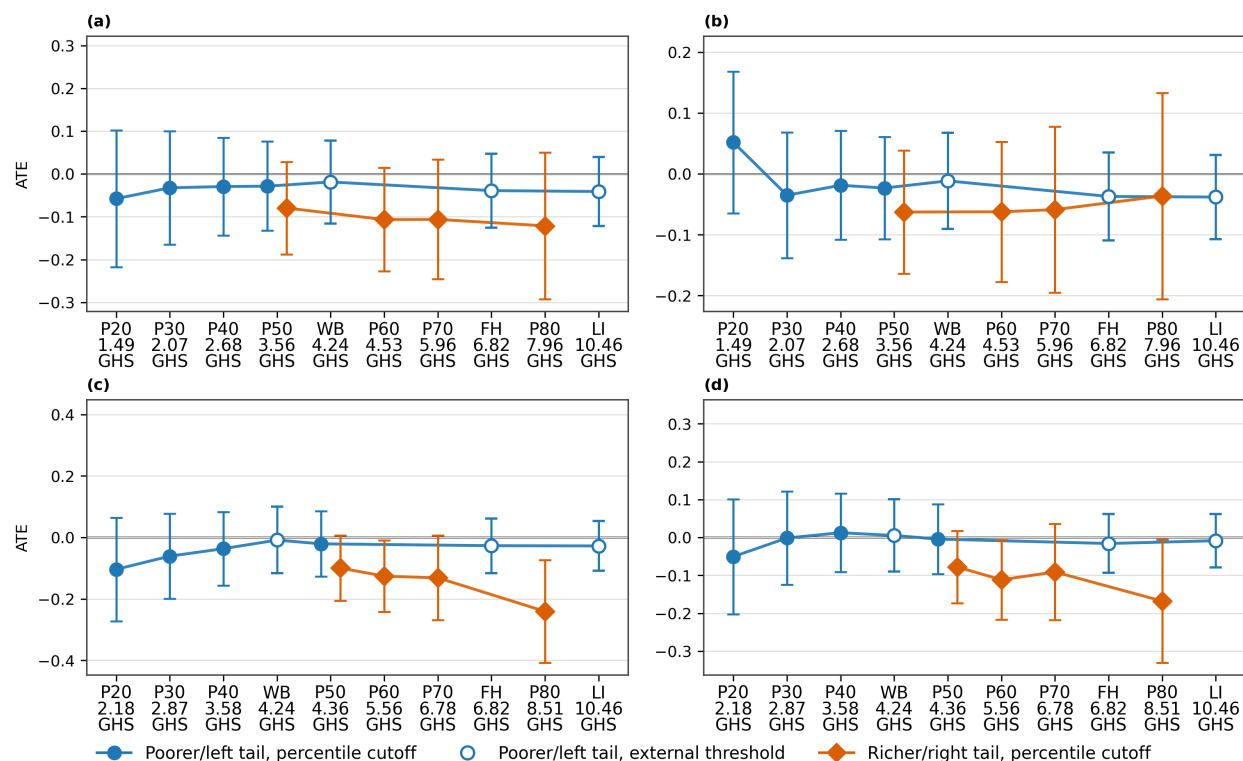 (a)
0.3
0.2
0.1
0.0
−0.1
−0.2
−0.3
ATE
P20 P30 P40 P50 WB P60 P70 FH P80 LI
1.49 2.07 2.68 3.56 4.24 4.53 5.96 6.82 7.96 10.46
GHS GHS GHS GHS GHS GHS GHS GHS GHS GHS
(b)
0.2
0.1
0.0
−0.1
−0.2
P20 P30 P40 P50 WB P60 P70 FH P80 LI
1.49 2.07 2.68 3.56 4.24 4.53 5.96 6.82 7.96 10.46
GHS GHS GHS GHS GHS GHS GHS GHS GHS GHS
(c)
0.4
0.2
0.0
−0.2
−0.4
ATE
P20 P30 P40 WB P50 P60 P70 FH P80 LI
2.18 2.87 3.58 4.24 4.36 5.56 6.78 6.82 8.51 10.46
GHS GHS GHS GHS GHS GHS GHS GHS GHS GHS
(d)
0.3
0.2
0.1
0.0
−0.1
−0.2
−0.3
P20 P30 P40 WB P50 P60 P70 FH P80 LI
2.18 2.87 3.58 4.24 4.36 5.56 6.78 6.82 8.51 10.46
GHS GHS GHS GHS GHS GHS GHS GHS GHS GHS
Poorer/left tail, percentile cutoff Poorer/left tail, external threshold Richer/right tail, percentile cutoff